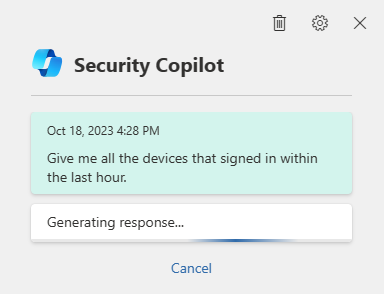 Security Copilot
Oct 18, 2023 4:28 PM
Give me all the devices that signed in within
the last hour.
Generating response...
Cancel